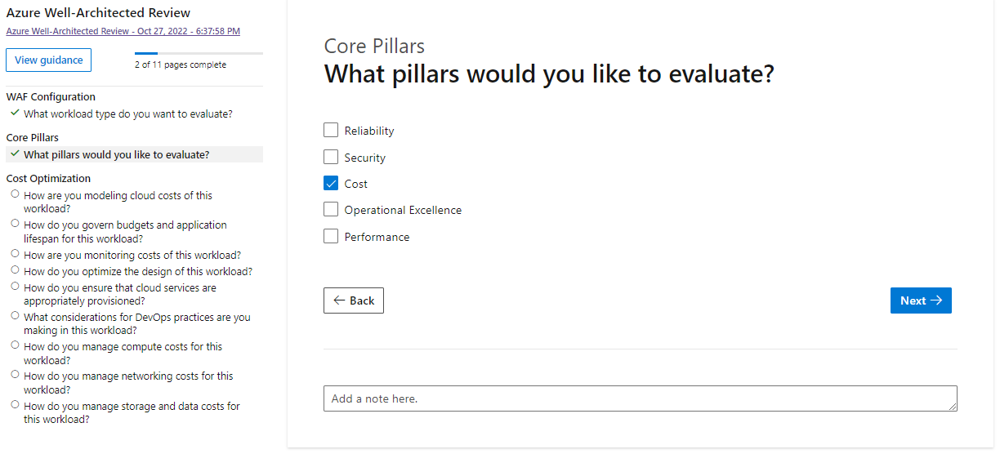 Azure Well-Architected Review
Azure Well-Architected Review - Oct 27, 2022 - 6:37:58 PM
View guidance
2 of 11 pages complete
WAF Configuration
What workload type do you want to evaluate?
Core Pillars
What pillars would you like to evaluate?
Cost Optimization
How are you modeling cloud costs of this
workload?
How do you govern budgets and application
lifespan for this workload?
How are you monitoring costs of this workload?
How do you optimize the design of this workload?
How do you ensure that cloud services are
appropriately provisioned?
What considerations for DevOps practices are you
making in this workload?
How do you manage compute costs for this
workload?
How do you manage networking costs for this
workload?
How do you manage storage and data costs for
this workload?
Core Pillars
What pillars would you like to evaluate?
Reliability
Security
Cost
Operational Excellence
Performance
← Back
Next →
Add a note here.